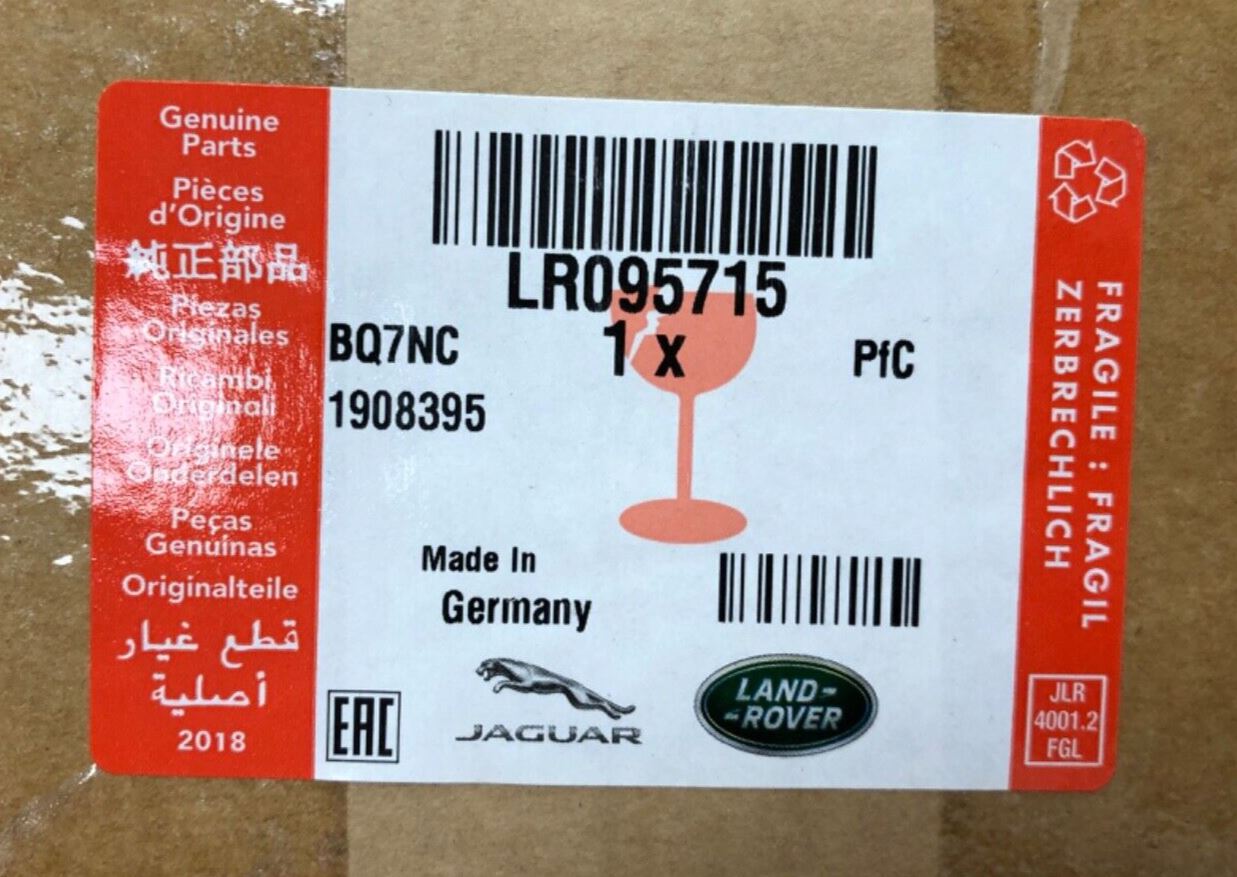 Genuine
Parts
Pièces
d'Origine
純正部品
Piezas
Originales
Ricambi
Originali
Originele
Onderdelen
Peças
Genuínas
Originalteile
قطع غيار
أصلية
2018
LR095715
BQ7NC 1 x PfC
1908395
Made In
Germany
EAC
JAGUAR
LAND-
-ROVER
FRAGILE : FRAGIL
ZERBRECHLICH
JLR
4001.2
FGL